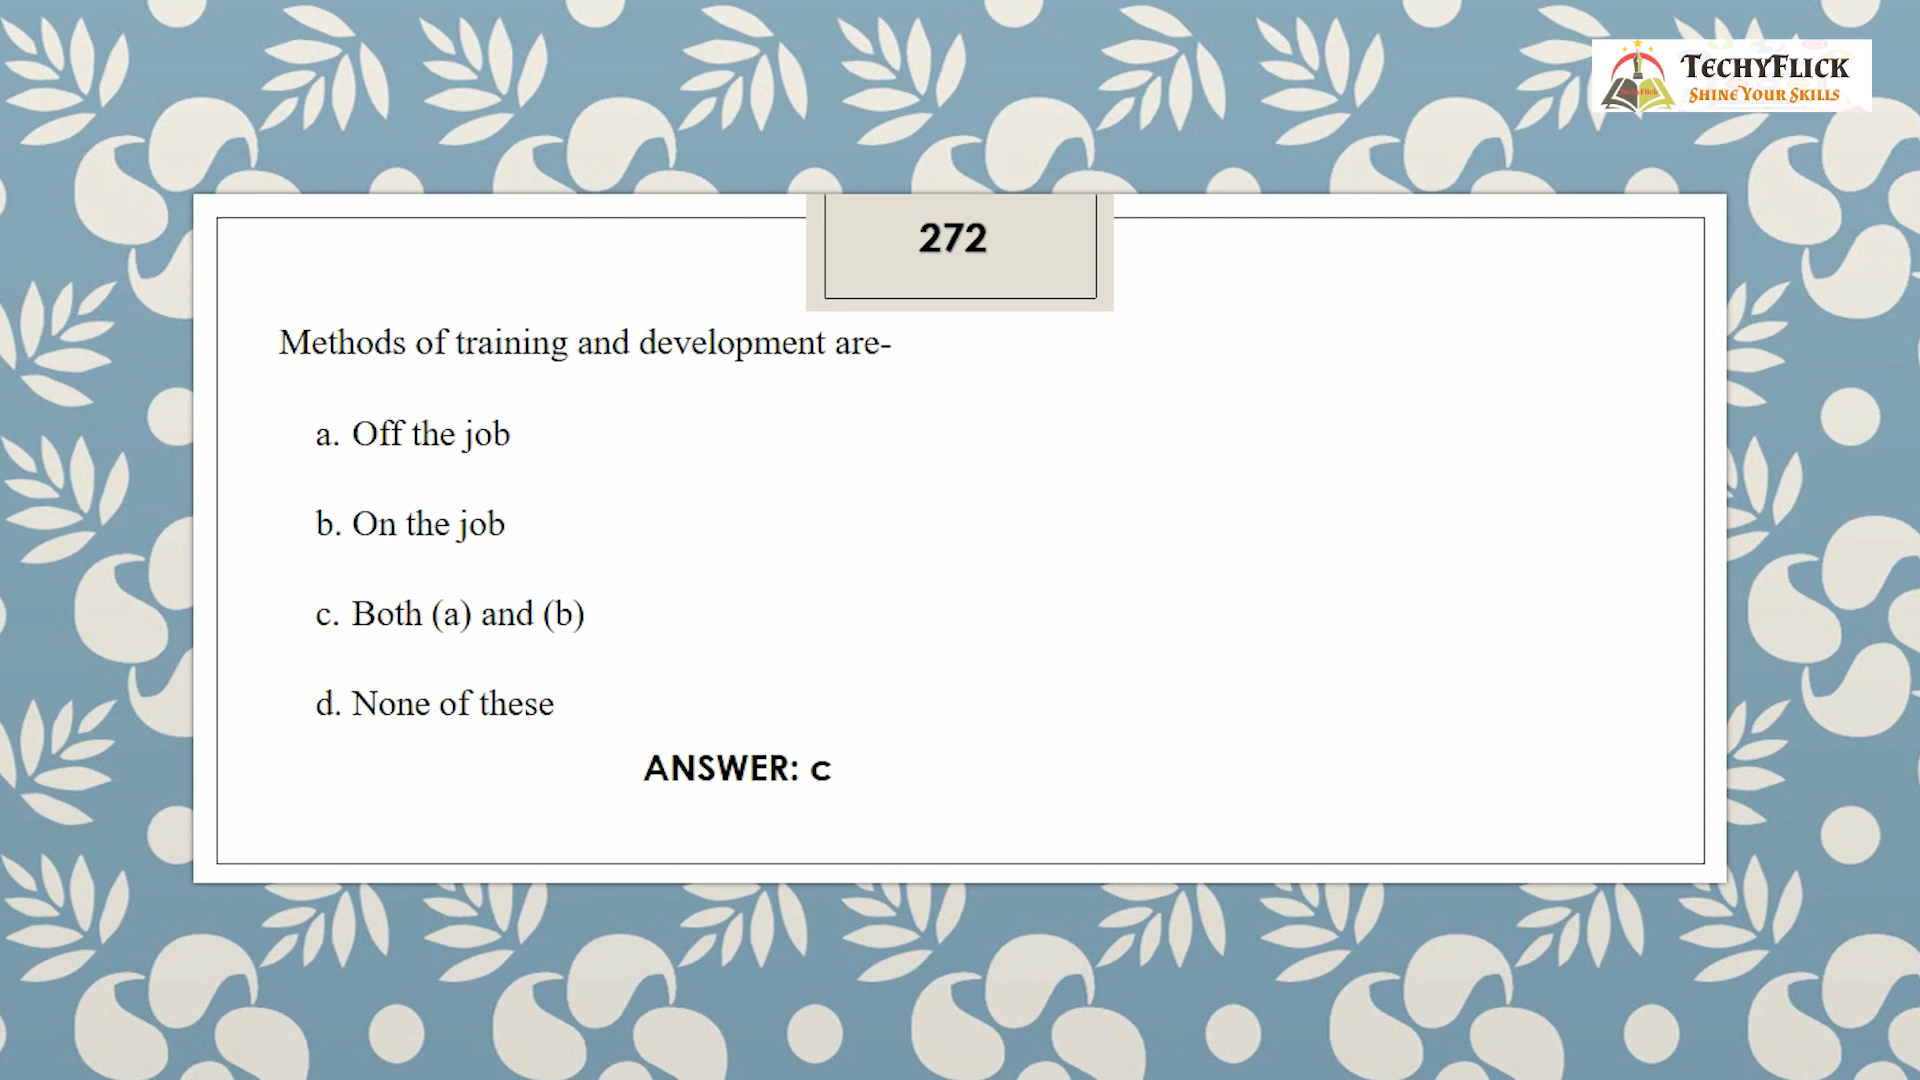 TECHYFLICK
SHINE YOUR SKILLS
272
Methods of training and development are-
a. Off the job
b. On the job
c. Both (a) and (b)
d. None of these
ANSWER: c